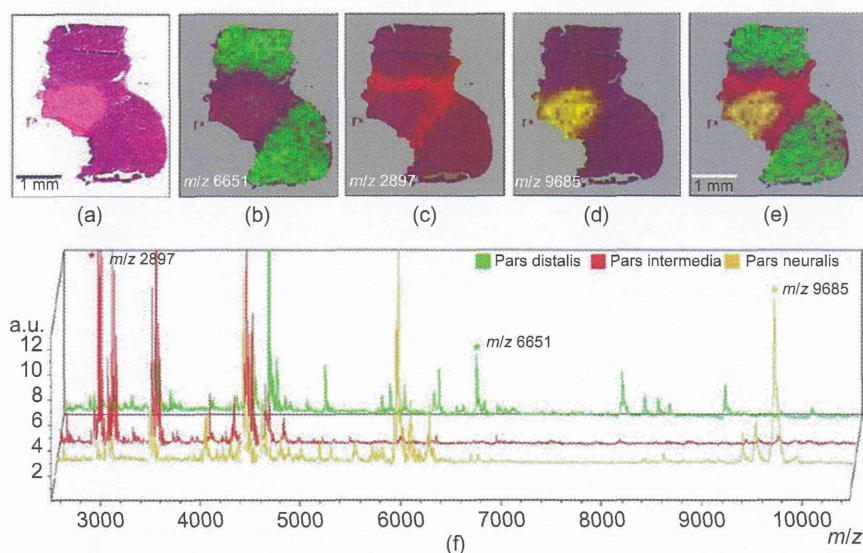 1 mm
m/z 6651
m/z 2897
m/z 9685
1 mm
(a)
(b)
(c)
(d)
(e)
* m/z 2897
Pars distalis
Pars intermedia
Pars neuralis
m/z 9685
m/z 6651
a.u.
12
10
8
6
4
2
3000 4000 5000 6000 7000 8000 9000 10000
(f)
m/z